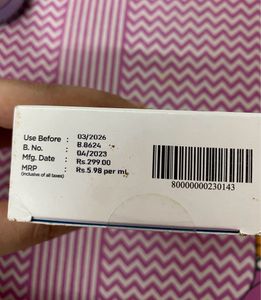 Use Before : 03/2026
B. No. : B.8624
Mfg. Date : 04/2023
MRP : Rs.299.00
(Inclusive of all taxes) Rs.5.98 per ml
80000000230143